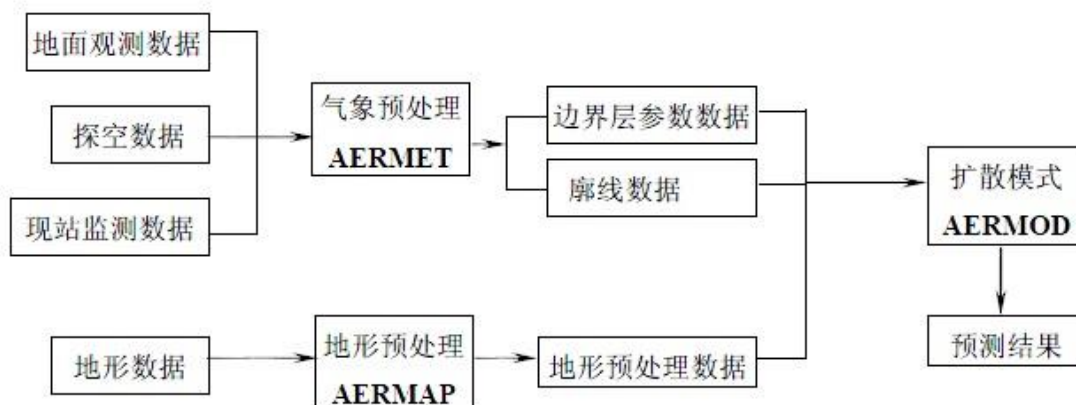 地面观测数据
探空数据
现站监测数据
气象预处理
AERMET
边界层参数数据
廓线数据
扩散模式
AERMOD
预测结果
地形数据
地形预处理
AERMAP
地形预处理数据